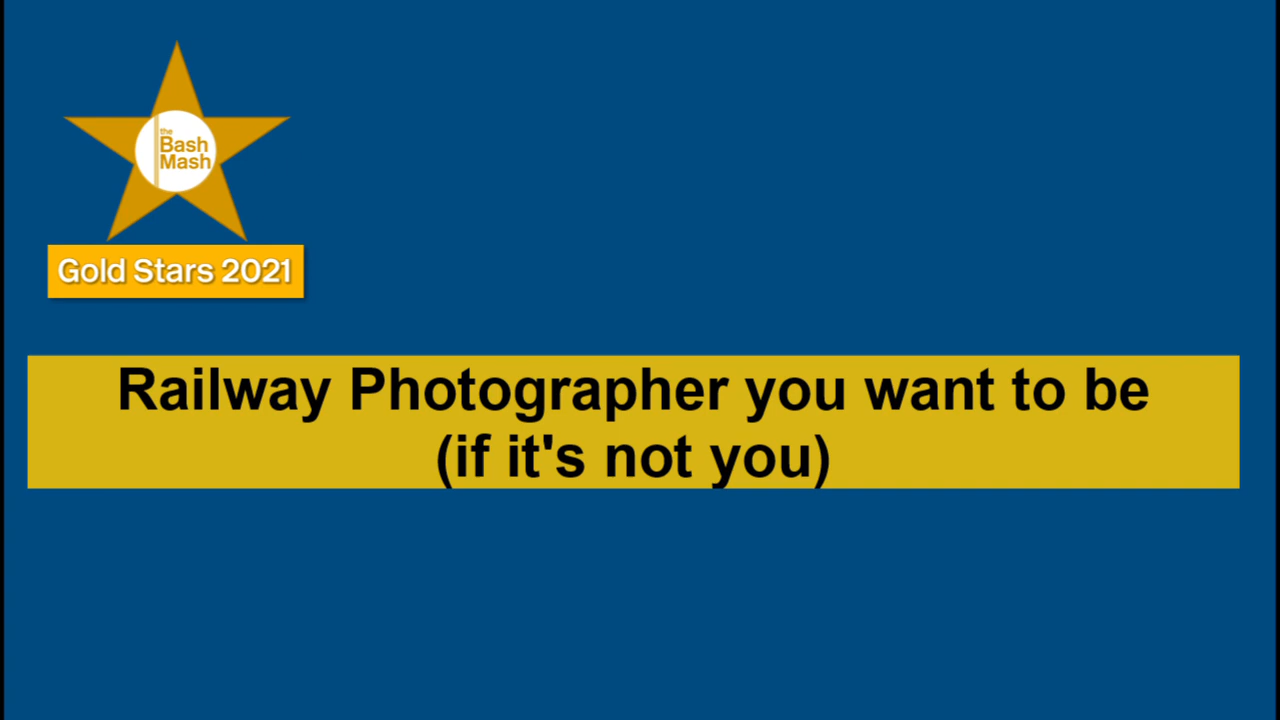 the
Bash
Mash
Gold Stars 2021
Railway Photographer you want to be
(if it's not you)